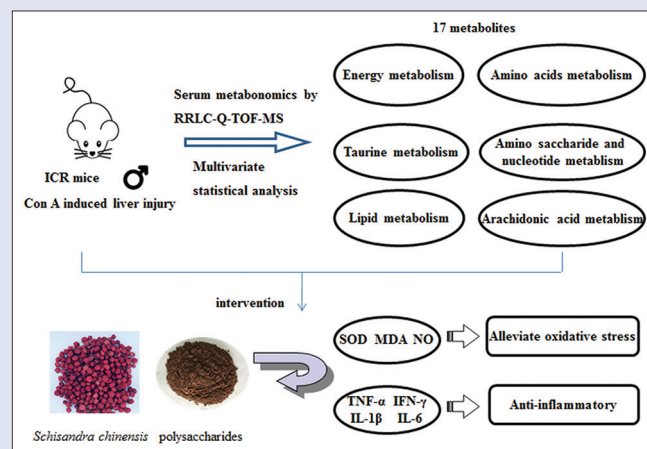 17 metabolites
Serum metabonomics by
RRLC-Q-TOF-MS
Multivariate
statistical analysis
ICR mice
Con A induced liver injury
Energy metabolism
Amino acids metabolism
Taurine metabolism
Amino saccharide and
nucleotide metablism
Lipid metabolism
Arachidonic acid metablism
intervention
SOD MDA NO
Alleviate oxidative stress
TNF-α IFN-γ
IL-1β IL-6
Anti-inflammatory
Schisandra chinensis polysaccharides